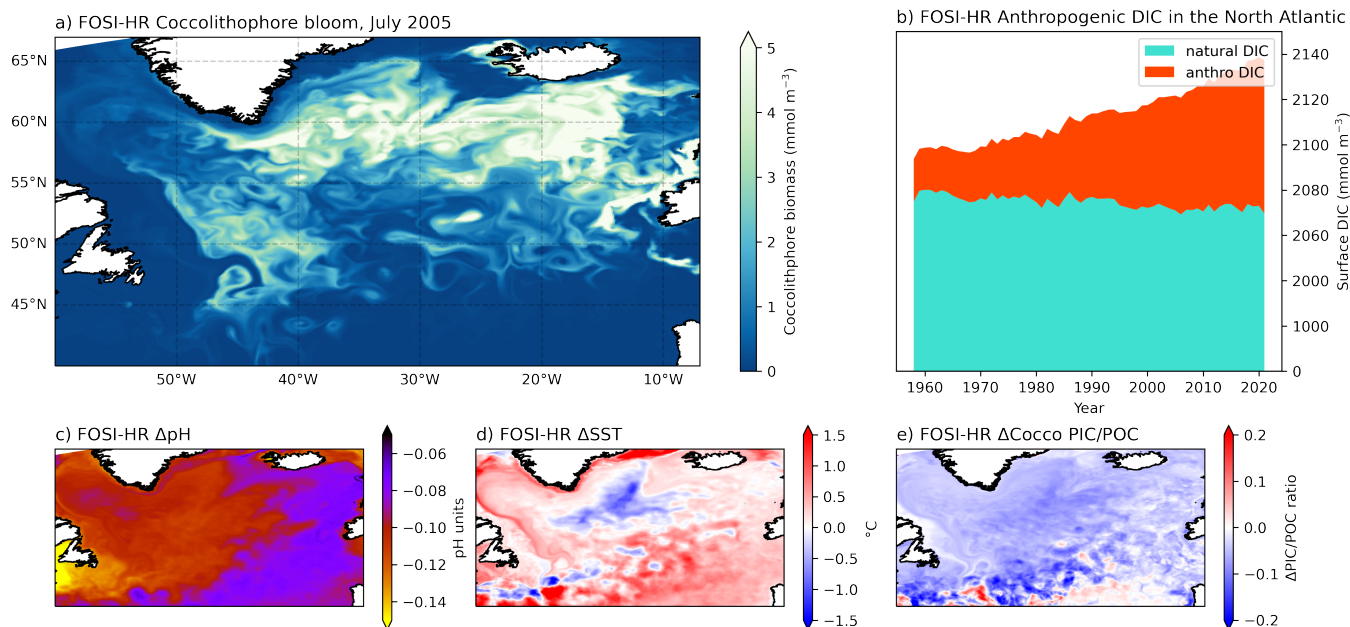 a) FOSI-HR Coccolithophore bloom, July 2005
65°N
60°N
55°N
50°N
45°N
50°W
40°W
30°W
20°W
10°W
5
4
3
2
1
0
Coccolithphore biomass (mmol m⁻³)
b) FOSI-HR Anthropogenic DIC in the North Atlantic
natural DIC
anthro DIC
2140
2120
2100
2080
2060
2000
1000
0
Surface DIC (mmol m⁻³)
1960
1970
1980
1990
2000
2010
2020
Year
c) FOSI-HR ΔpH
−0.06
−0.08
−0.10
−0.12
−0.14
pH units
d) FOSI-HR ΔSST
1.5
1.0
0.5
0.0
−0.5
−1.0
−1.5
°C
e) FOSI-HR ΔCocco PIC/POC
0.2
0.1
0.0
−0.1
−0.2
ΔPIC/POC ratio